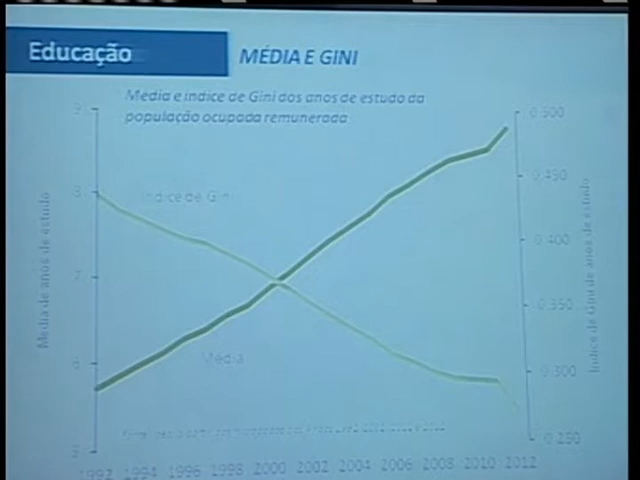 Educação
MÉDIA E GINI
Média e índice de Gini dos anos de estudo da
população ocupada remunerada
Índice de Gini
Média
Média de anos de estudo
9
8
7
6
5
Índice de Gini de anos de estudo
0.500
0.450
0.400
0.350
0.300
0.250
1992 1994 1996 1998 2000 2002 2004 2006 2008 2010 2012